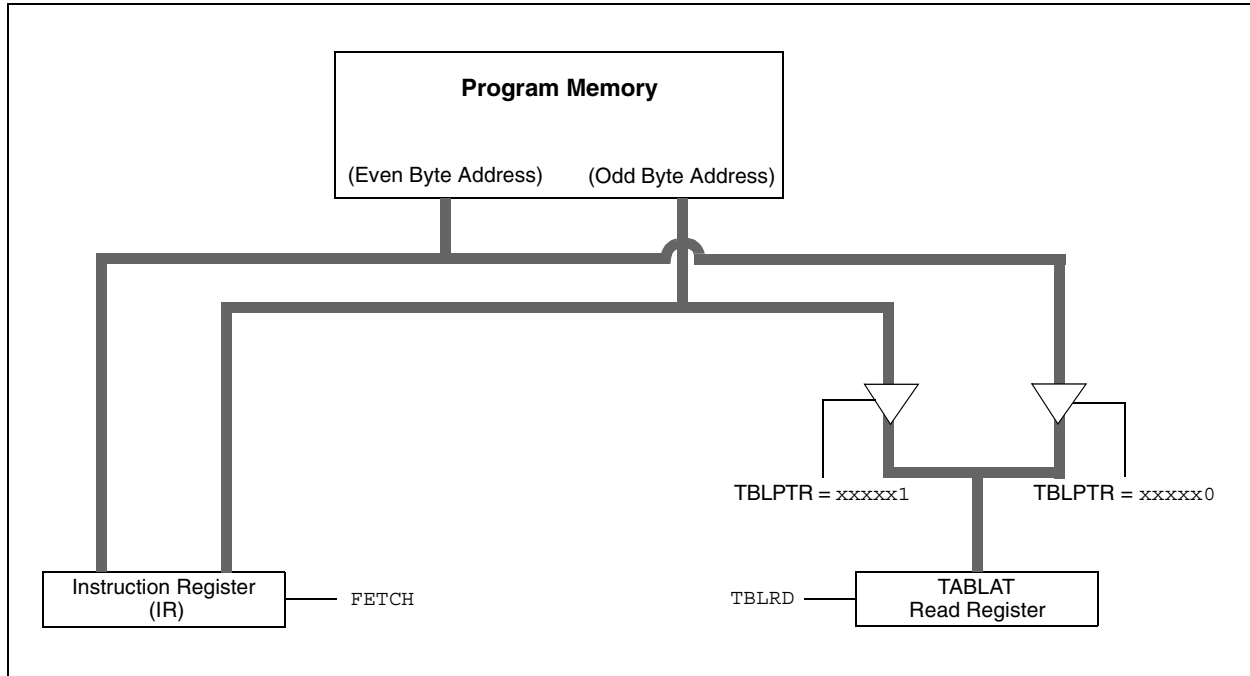 Program Memory
(Even Byte Address) (Odd Byte Address)
TBLPTR = xxxxx1
TBLPTR = xxxxx0
Instruction Register
(IR)
FETCH
TBLRD
TABLAT
Read Register